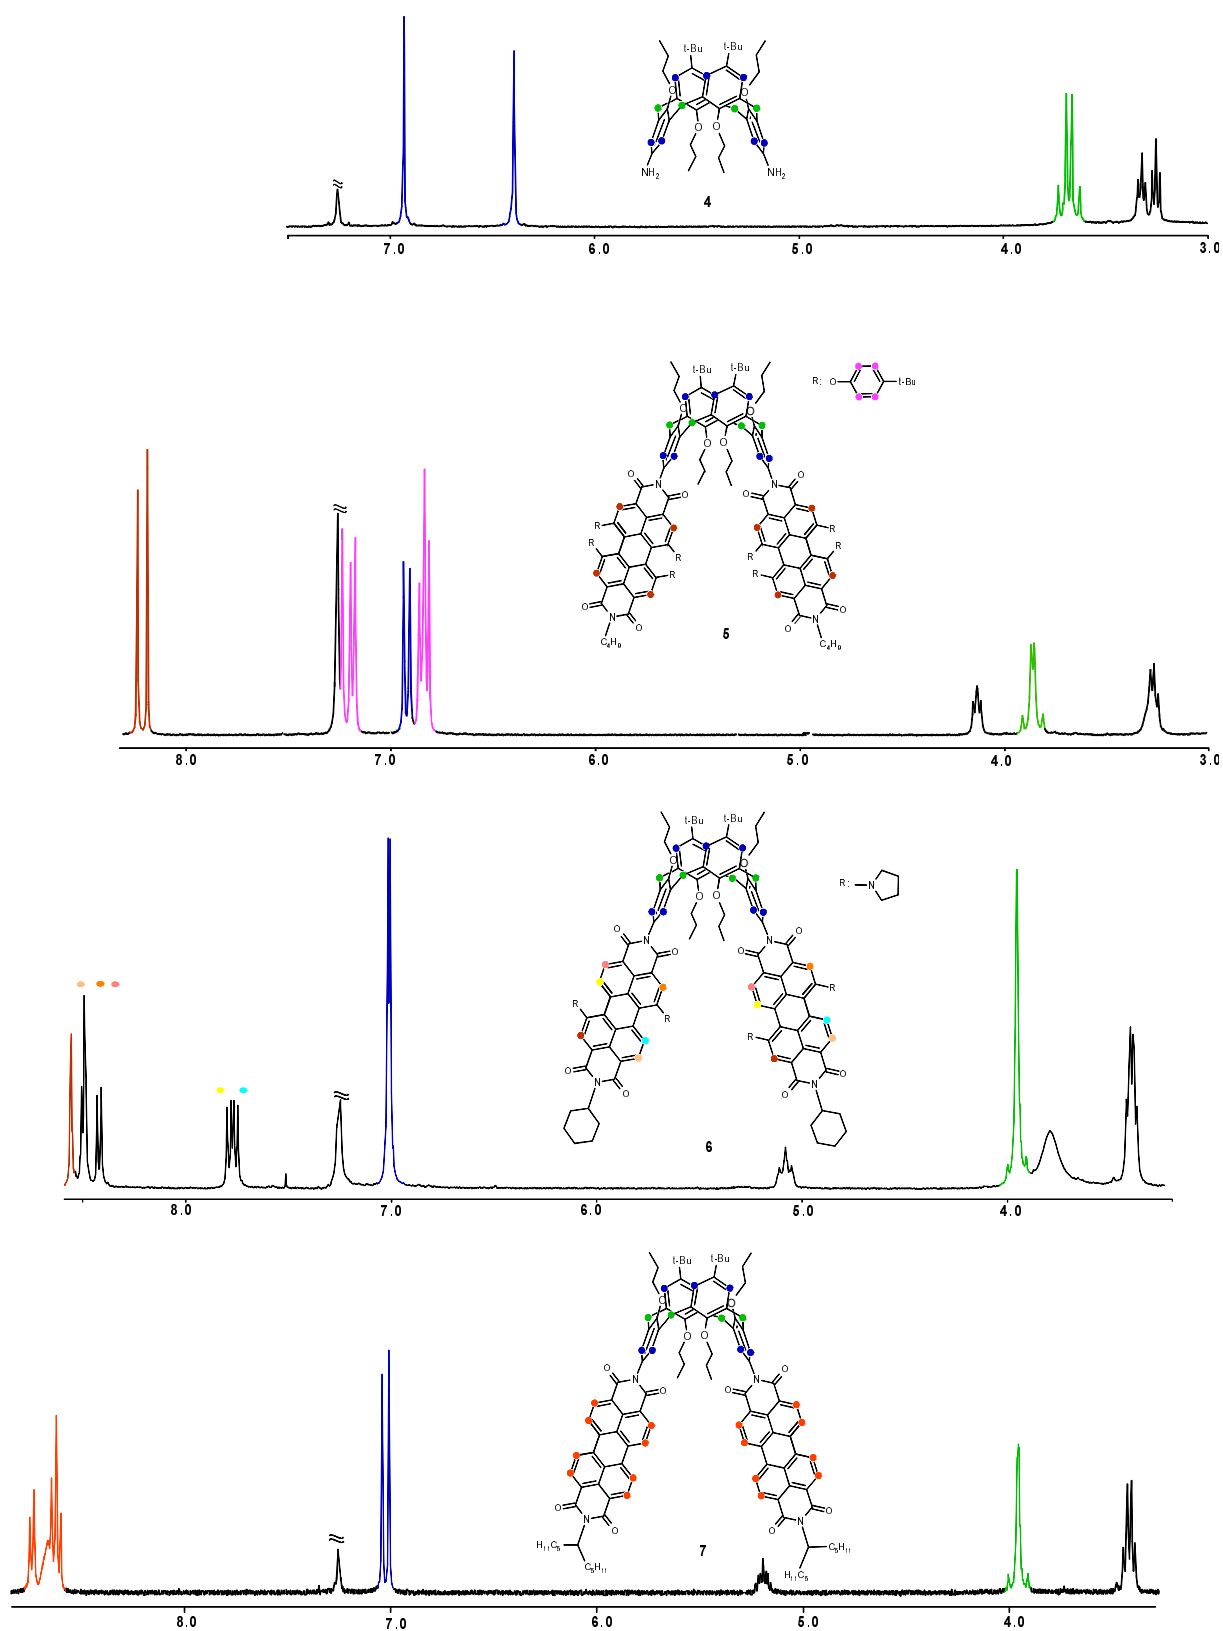 t-Bu t-Bu
O O
O O
NH2 NH2
4
7.0 6.0 5.0 4.0 3.0
t-Bu t-Bu
R: O t-Bu
O O
O O
O N O O N O
R R
R R
R R
R R
O N O O N O
C4H9 C4H9
5
8.0 7.0 6.0 5.0 4.0 3.0
t-Bu t-Bu
R: N
O O
O O
O N O O N O
R R
R R
O N O O N O
6
8.0 7.0 6.0 5.0 4.0
t-Bu t-Bu
O O
O O
O N O O N O
O N O O N O
H11C5 C5H11
C5H11 H11C5
7
8.0 7.0 6.0 5.0 4.0